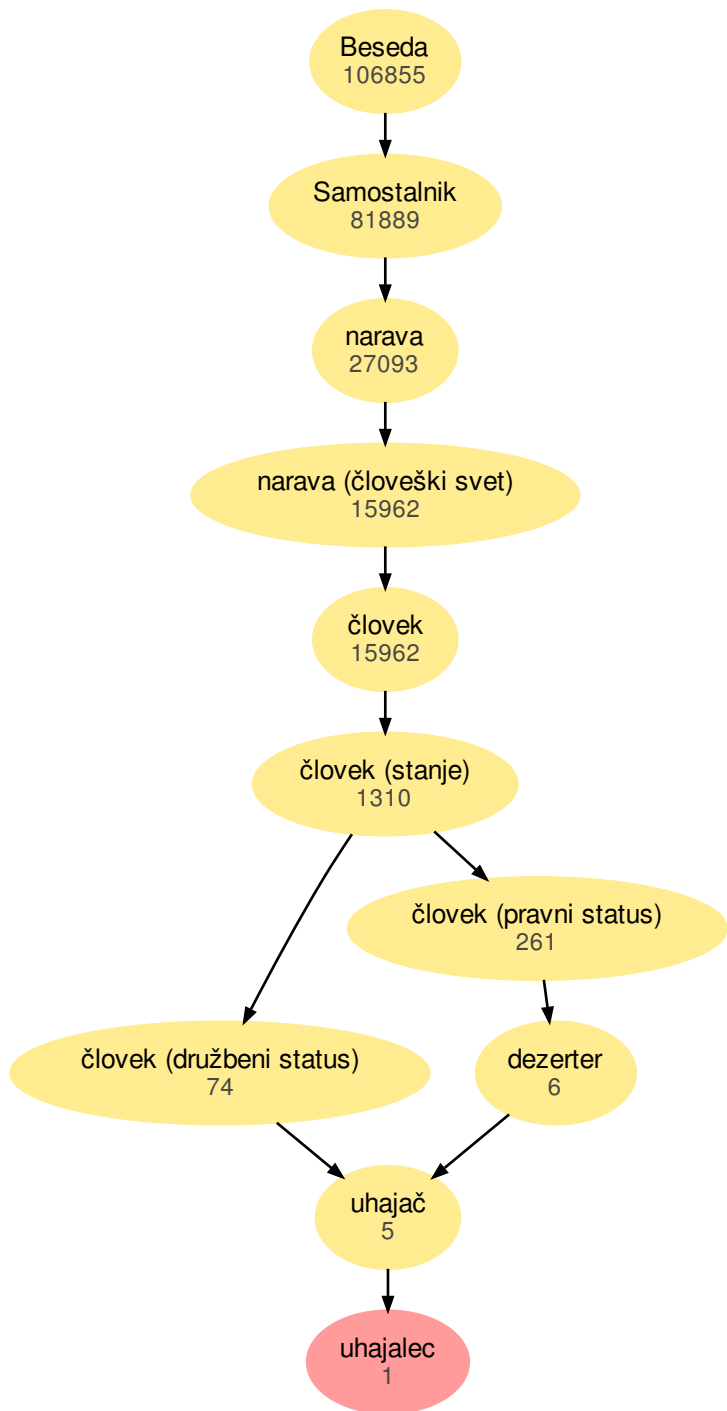 Beseda
106855
Samostalnik
81889
narava
27093
narava (človeški svet)
15962
človek
15962
človek (stanje)
1310
človek (pravni status)
261
človek (družbeni status)
74
dezerter
6
uhajač
5
uhajalec
1